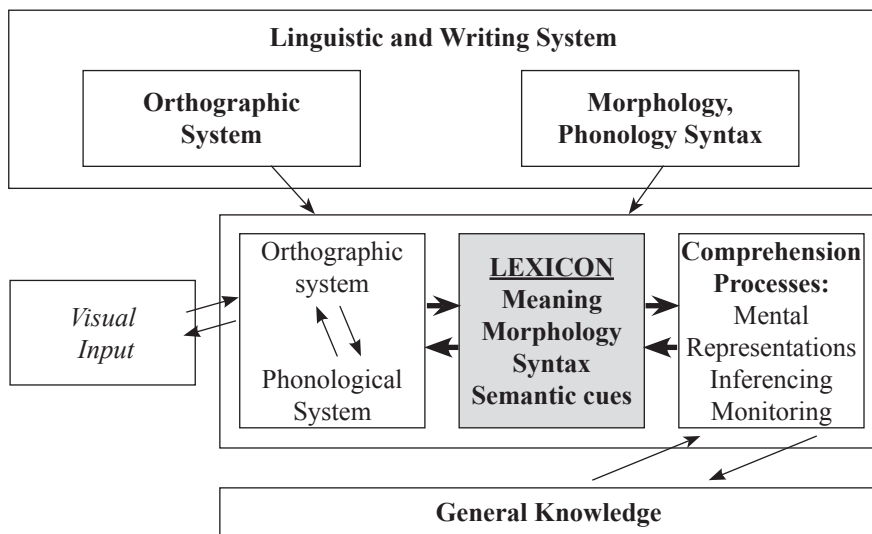 Linguistic and Writing System
Orthographic
System
Morphology,
Phonology Syntax
Visual
Input
Orthographic
system
Phonological
System
LEXICON
Meaning
Morphology
Syntax
Semantic cues
Comprehension
Processes:
Mental
Representations
Inferencing
Monitoring
General Knowledge